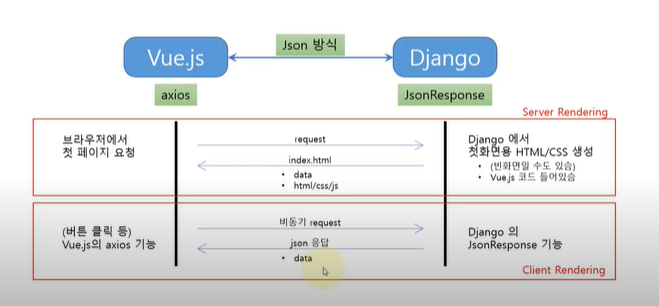 Json 방식
Vue.js
Django
axios
JsonResponse
Server Rendering
브라우저에서
첫 페이지 요청
request
index.html
• data
• html/css/js
Django 에서
첫화면용 HTML/CSS 생성
• (빈화면일 수도 있슴)
• Vue.js 코드 들어있슴
(버튼 클릭 등)
Vue.js의 axios 기능
비동기 request
json 응답
• data
Django 의
JsonResponse 기능
Client Rendering